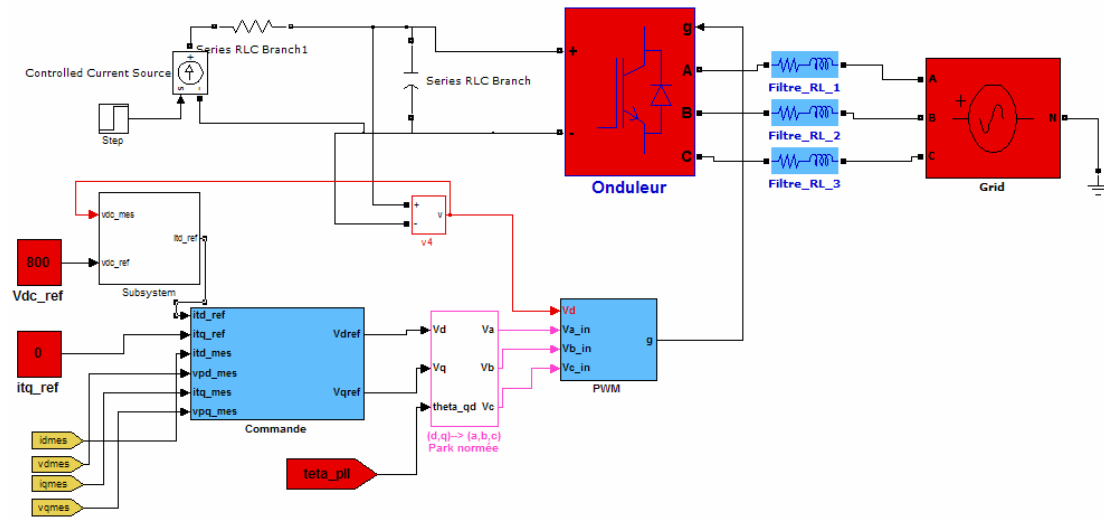 Series RLC Branch1
g
+
A
B
C
-
Onduleur
Controlled Current Source
+
s
-
Series RLC Branch
Step
Filtre_RL_1
Filtre_RL_2
Filtre_RL_3
A
B
C
+
N
Grid
vdc_mes
vdc_ref
itd_ref
Subsystem
+
-
v
v4
800
Vdc_ref
0
itq_ref
itd_ref
itq_ref
itd_mes
vpd_mes
itq_mes
vpq_mes
Vdref
Vqref
Commande
Vd
Vq
theta_qd
Va
Vb
Vc
(d,q)--> (a,b,c)
Park normée
Vd
Va_in
Vb_in
Vc_in
g
PWM
idmes
vdmes
iqmes
vqmes
teta_pll